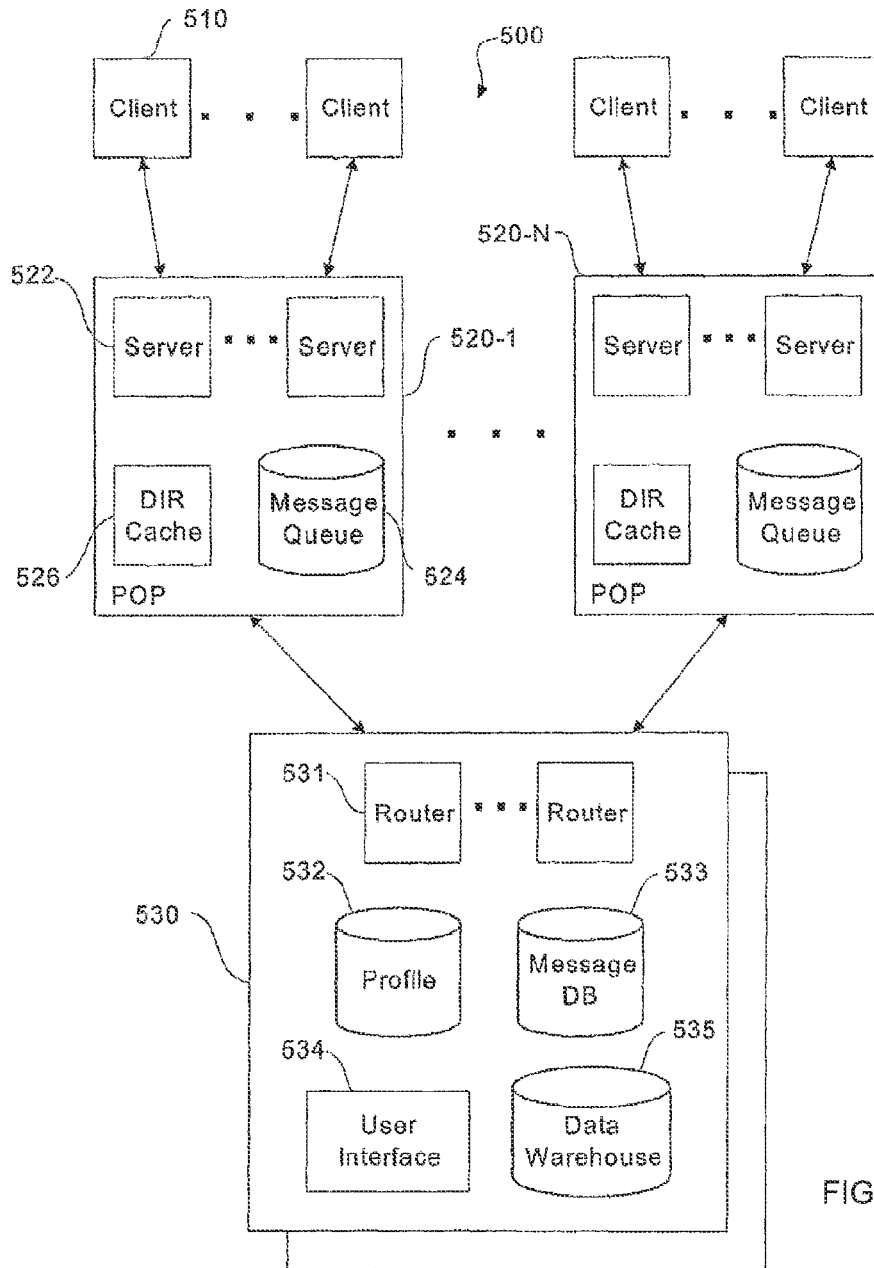 510
500
Client
Client
Client
Client
520-N
522
Server
Server
520-1
Server
Server
DIR
Cache
Message
Queue
DIR
Cache
Message
Queue
526
524
POP
POP
531
Router
Router
532
533
530
Profile
Message
DB
534
535
User
Interface
Data
Warehouse
FIG